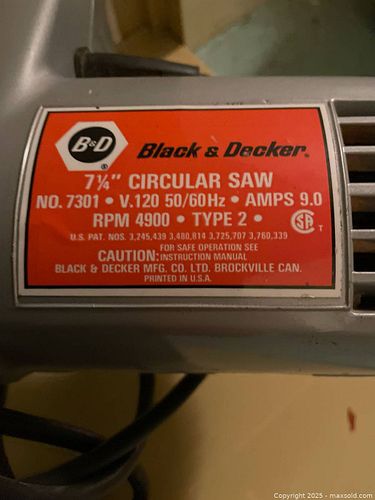 B&D
Black & Decker®
7¼" CIRCULAR SAW
NO. 7301 • V.120 50/60Hz • AMPS 9.0
RPM 4900 • TYPE 2 •
U.S. PAT. NOS. 3,245,439 3,480,814 3,725,707 3,760,339
FOR SAFE OPERATION SEE
CAUTION: INSTRUCTION MANUAL
BLACK & DECKER MFG. CO. LTD. BROCKVILLE CAN.
PRINTED IN U.S.A.
Copyright © 2025 - maxsold.com